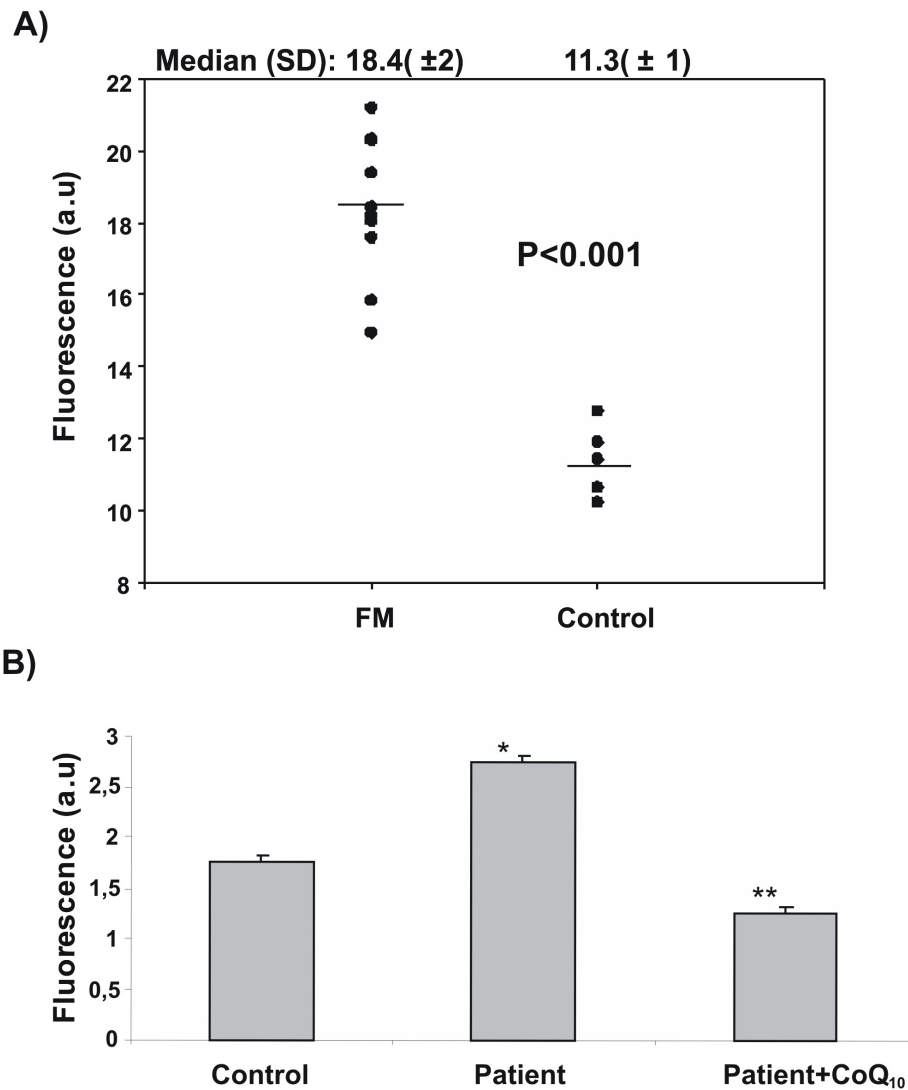 A)
Median (SD): 18.4( ±2) 11.3( ± 1)
22
20
18
16
14
12
10
8
Fluorescence (a.u)
P<0.001
FM Control
B)
3
2,5
2
1,5
1
0,5
0
Fluorescence (a.u)
*
**
Control Patient Patient+CoQ₁₀